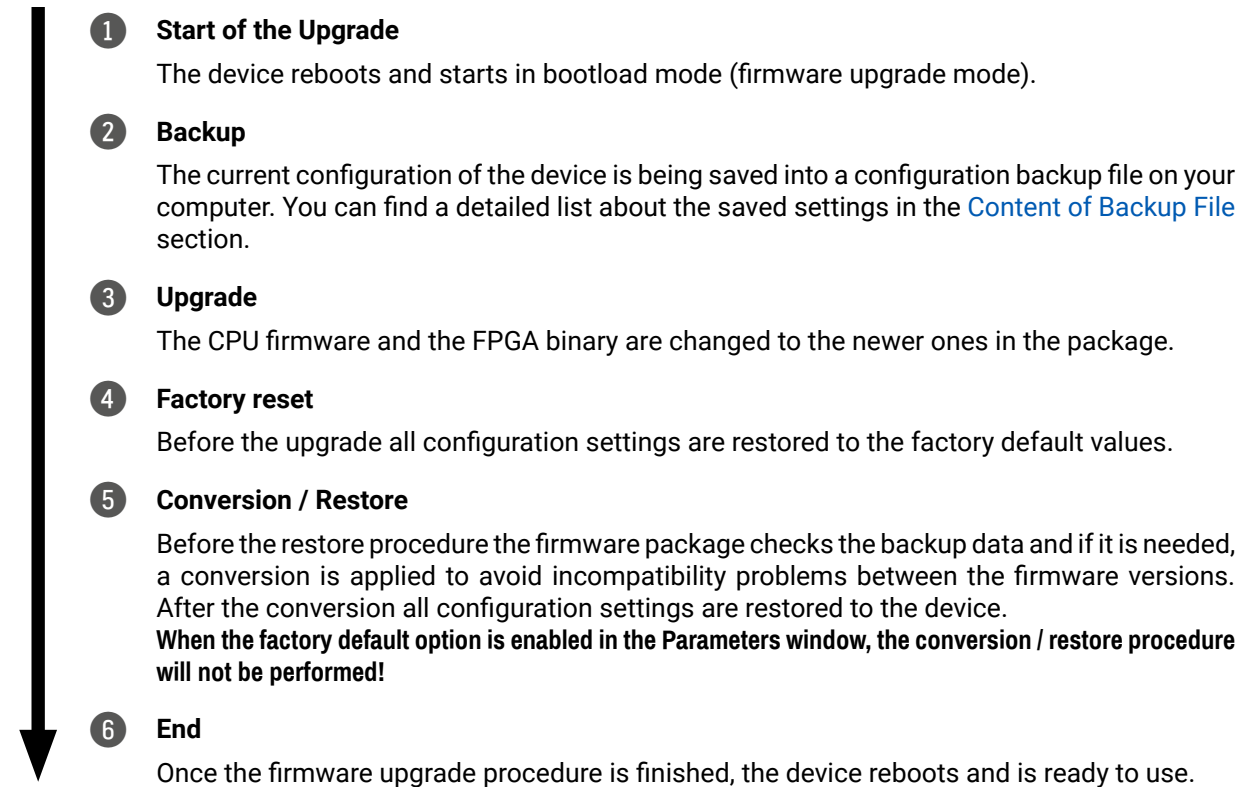 1 Start of the Upgrade
The device reboots and starts in bootload mode (firmware upgrade mode).
2 Backup
The current configuration of the device is being saved into a configuration backup file on your
computer. You can find a detailed list about the saved settings in the Content of Backup File
section.
3 Upgrade
The CPU firmware and the FPGA binary are changed to the newer ones in the package.
4 Factory reset
Before the upgrade all configuration settings are restored to the factory default values.
5 Conversion / Restore
Before the restore procedure the firmware package checks the backup data and if it is needed,
a conversion is applied to avoid incompatibility problems between the firmware versions.
After the conversion all configuration settings are restored to the device.
When the factory default option is enabled in the Parameters window, the conversion / restore procedure
will not be performed!
6 End
Once the firmware upgrade procedure is finished, the device reboots and is ready to use.